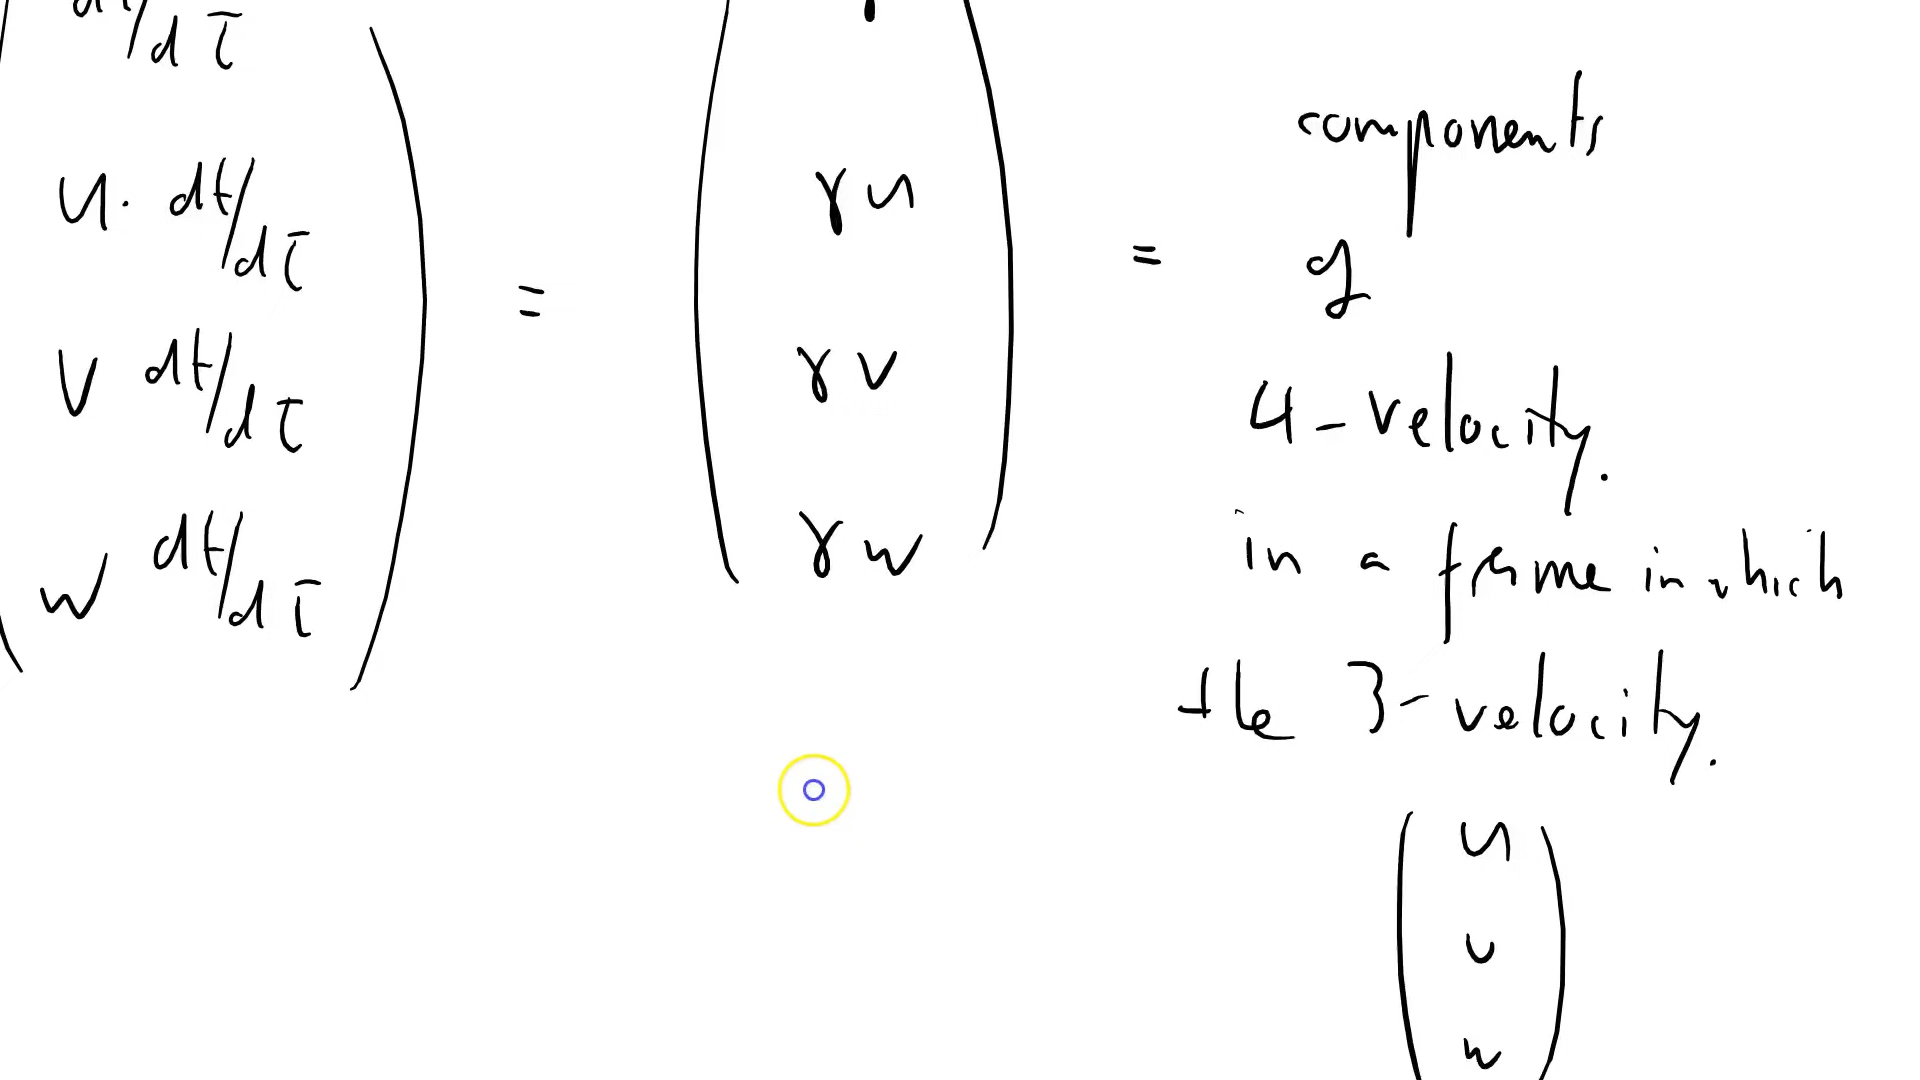 dt/dτ
u · dt/dτ
v dt/dτ
w dt/dτ
=
γu
γv
γw
=
components
of
4-velocity.
in a frame in which
the 3-velocity.
u
v
w